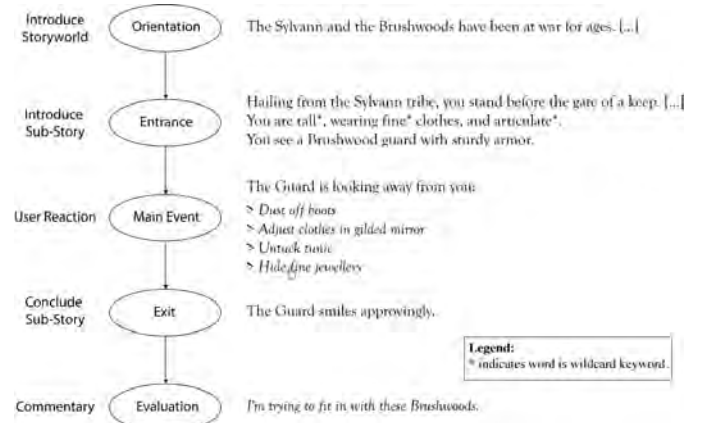 Introduce
Storyworld
Orientation
The Sylvann and the Brushwoods have been at war for ages. [...]
Introduce
Sub-Story
Entrance
Hailing from the Sylvann tribe, you stand before the gate of a keep. [...]
You are tall*, wearing fine* clothes, and articulate*.
You see a Brushwood guard with sturdy armor.
User Reaction
Main Event
The Guard is looking away from you.
> Dust off boots
> Adjust clothes in gilded mirror
> Untuck tunic
> Hide fine jewellery
Conclude
Sub-Story
Exit
The Guard smiles approvingly.
Legend:
* indicates word is wildcard keyword.
Commentary
Evaluation
I'm trying to fit in with these Brushwoods.